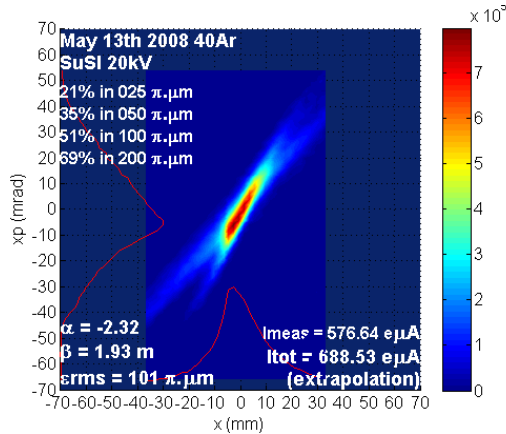 x 10⁵
May 13th 2008 40Ar
SuSI 20kV
21% in 025 π.µm
35% in 050 π.µm
51% in 100 π.µm
69% in 200 π.µm
α = -2.32
β = 1.93 m
εrms = 101 π.µm
Imeas = 576.64 eµA
Itot = 688.53 eµA
(extrapolation)
xp (mrad)
70
60
50
40
30
20
10
0
-10
-20
-30
-40
-50
-60
-70
-70 -60 -50 -40 -30 -20 -10 0 10 20 30 40 50 60 70
x (mm)
7
6
5
4
3
2
1
0